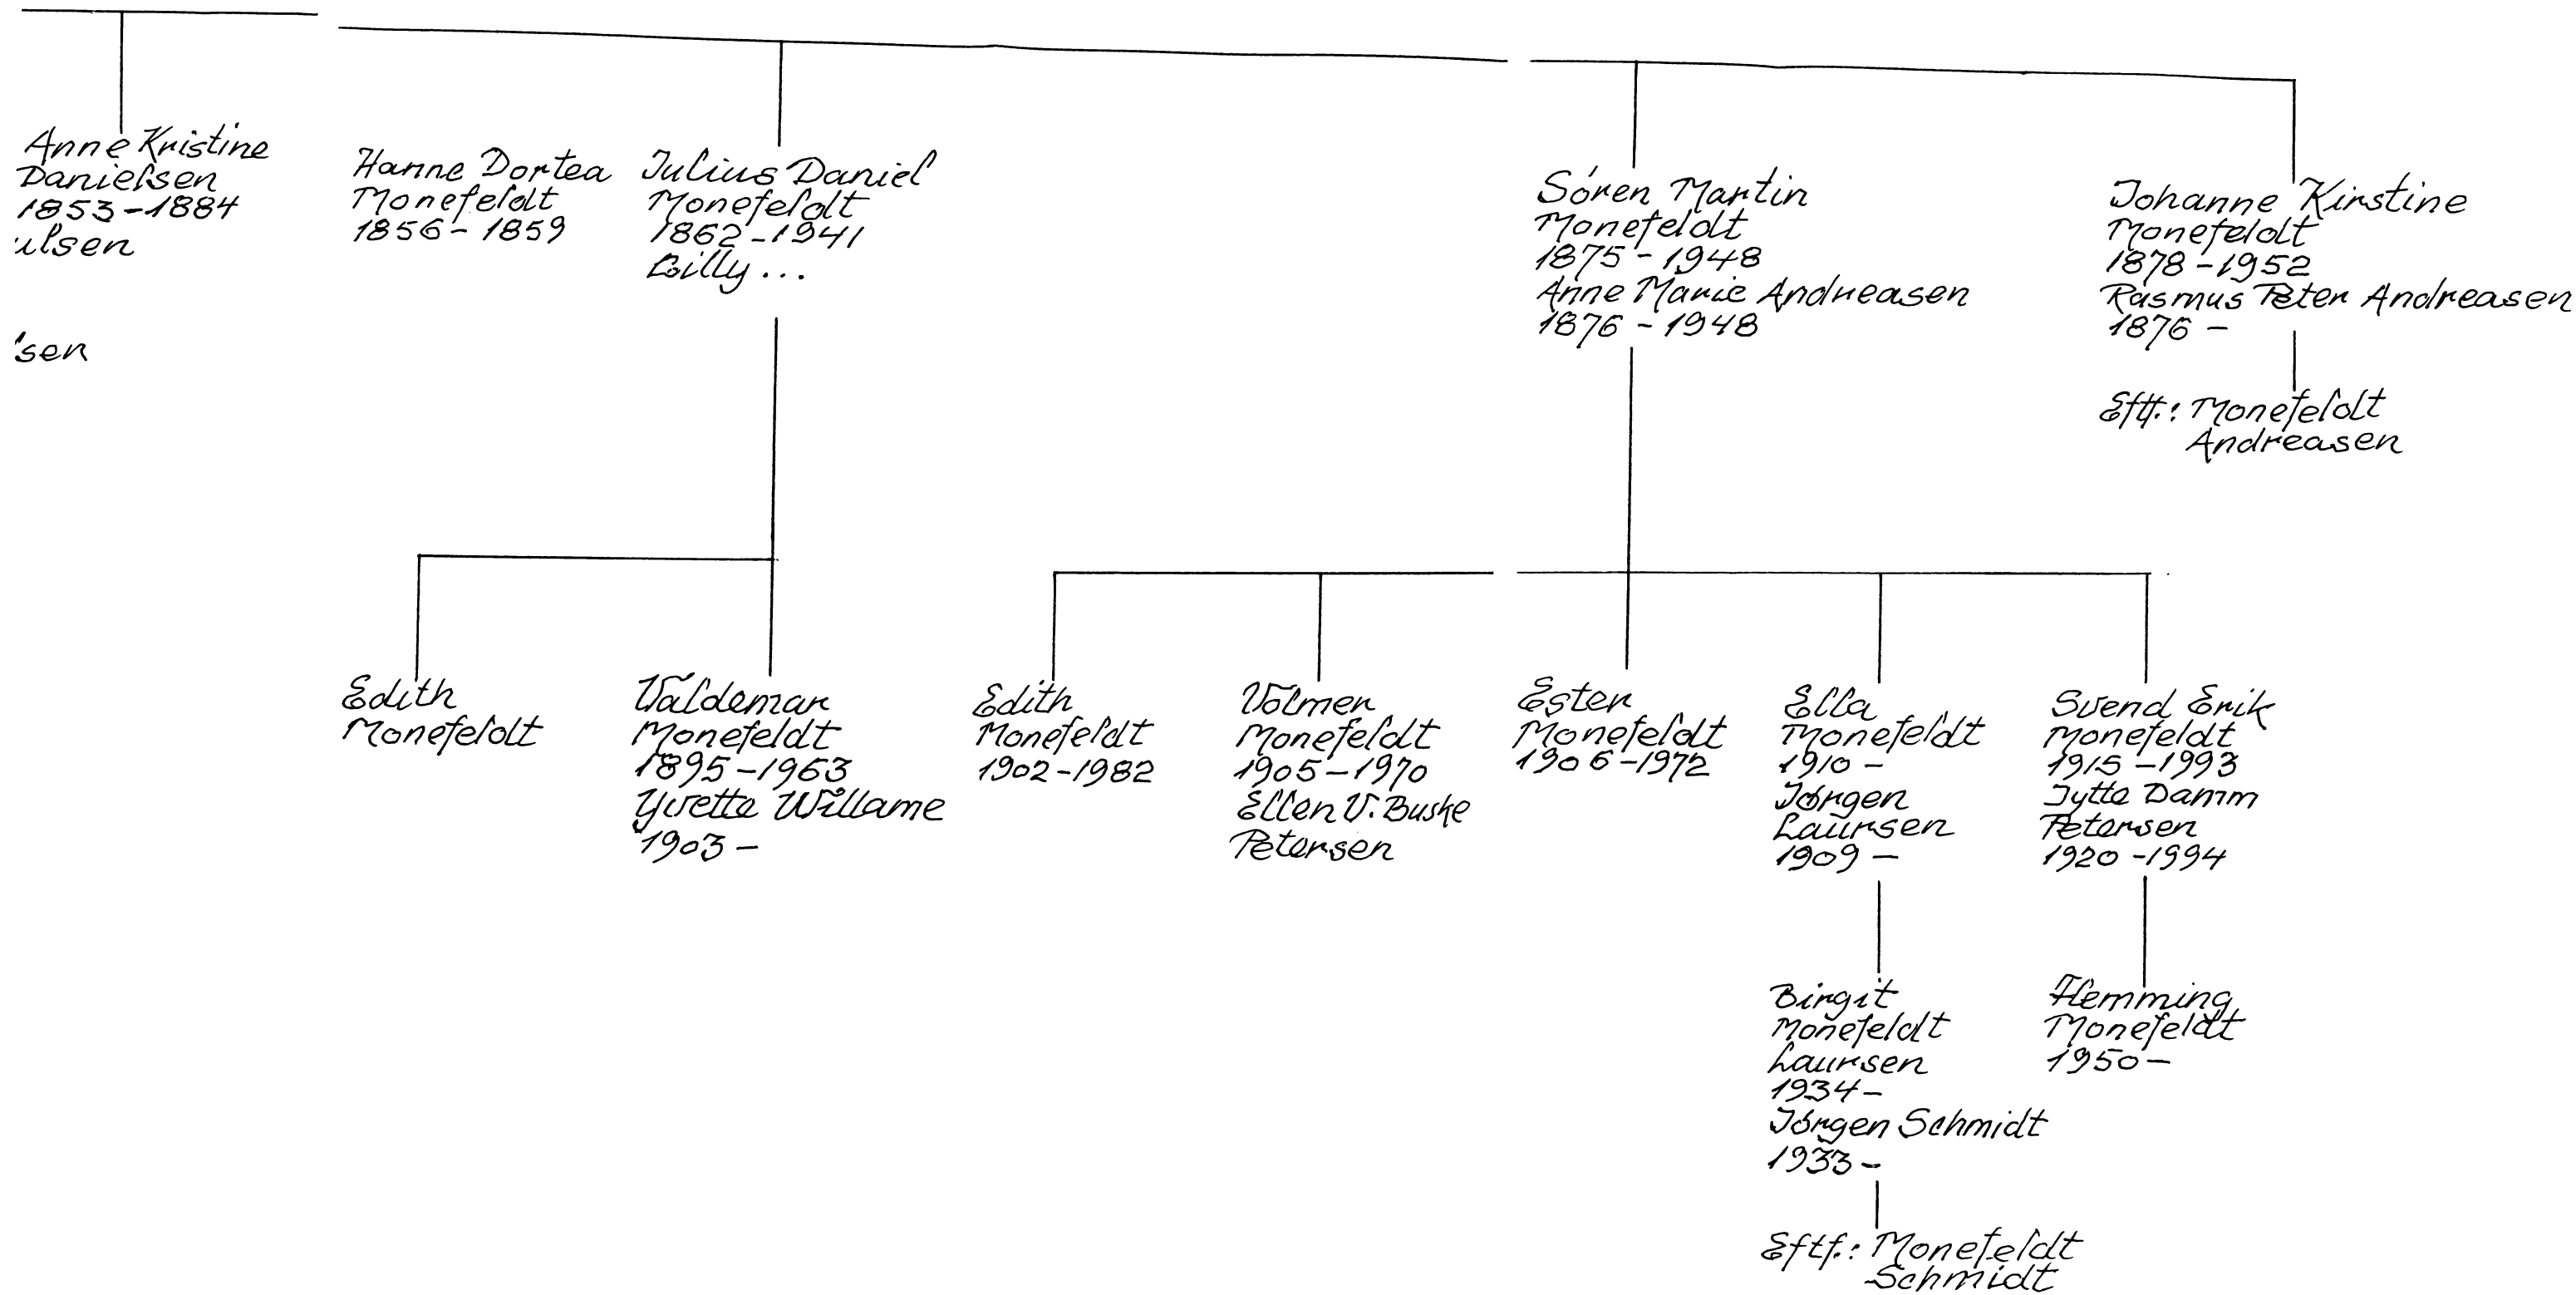 Anne Kristine
Danielsen
1853-1884
ulsen
sen
Hanne Dortea
Monefeldt
1856-1859
Julius Daniel
Monefeldt
1862-1941
Lilly ...
Sören Martin
Monefeldt
1875-1948
Anne Marie Andreasen
1876-1948
Johanne Kirstine
Monefeldt
1878-1952
Rasmus Peter Andreasen
1876 -
Eftf.: Monefeldt
Andreasen
Edith
Monefeldt
Valdemar
Monefeldt
1895-1963
Yvette Willame
1903 -
Edith
Monefeldt
1902-1982
Volmer
Monefeldt
1905-1970
Ellen V. Buske
Petersen
Ester
Monefeldt
1906-1972
Ella
Monefeldt
1910 -
Jörgen
Laursen
1909 -
Svend Erik
Monefeldt
1915-1993
Jytte Damm
Petersen
1920-1994
Birgit
Monefeldt
Laursen
1934 -
Jörgen Schmidt
1933 -
Eftf.: Monefeldt
Schmidt
Flemming
Monefeldt
1950 -